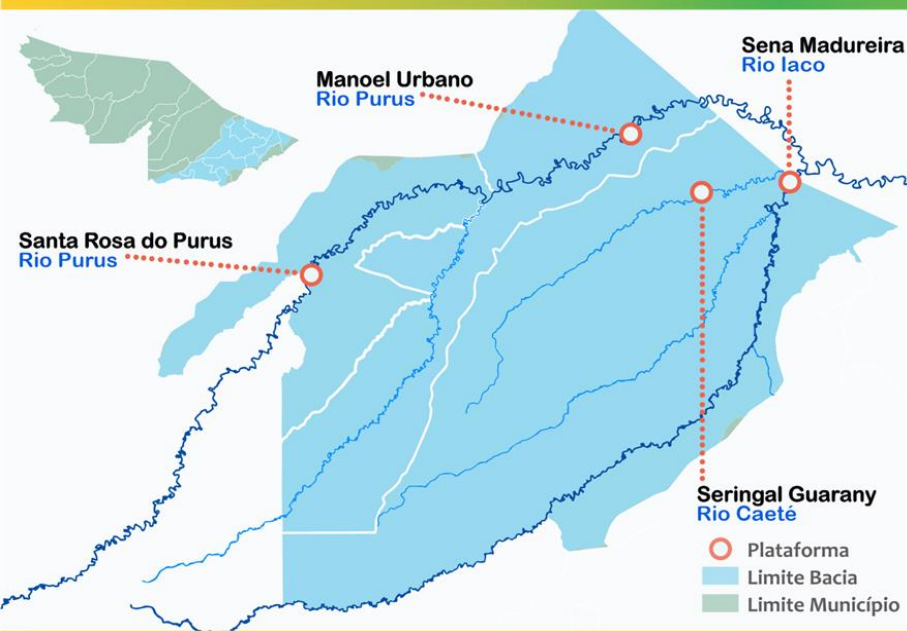 Sena Madureira
Rio Iaco
Manoel Urbano
Rio Purus
Santa Rosa do Purus
Rio Purus
Seringal Guarany
Rio Caeté
Plataforma
Limite Bacia
Limite Município